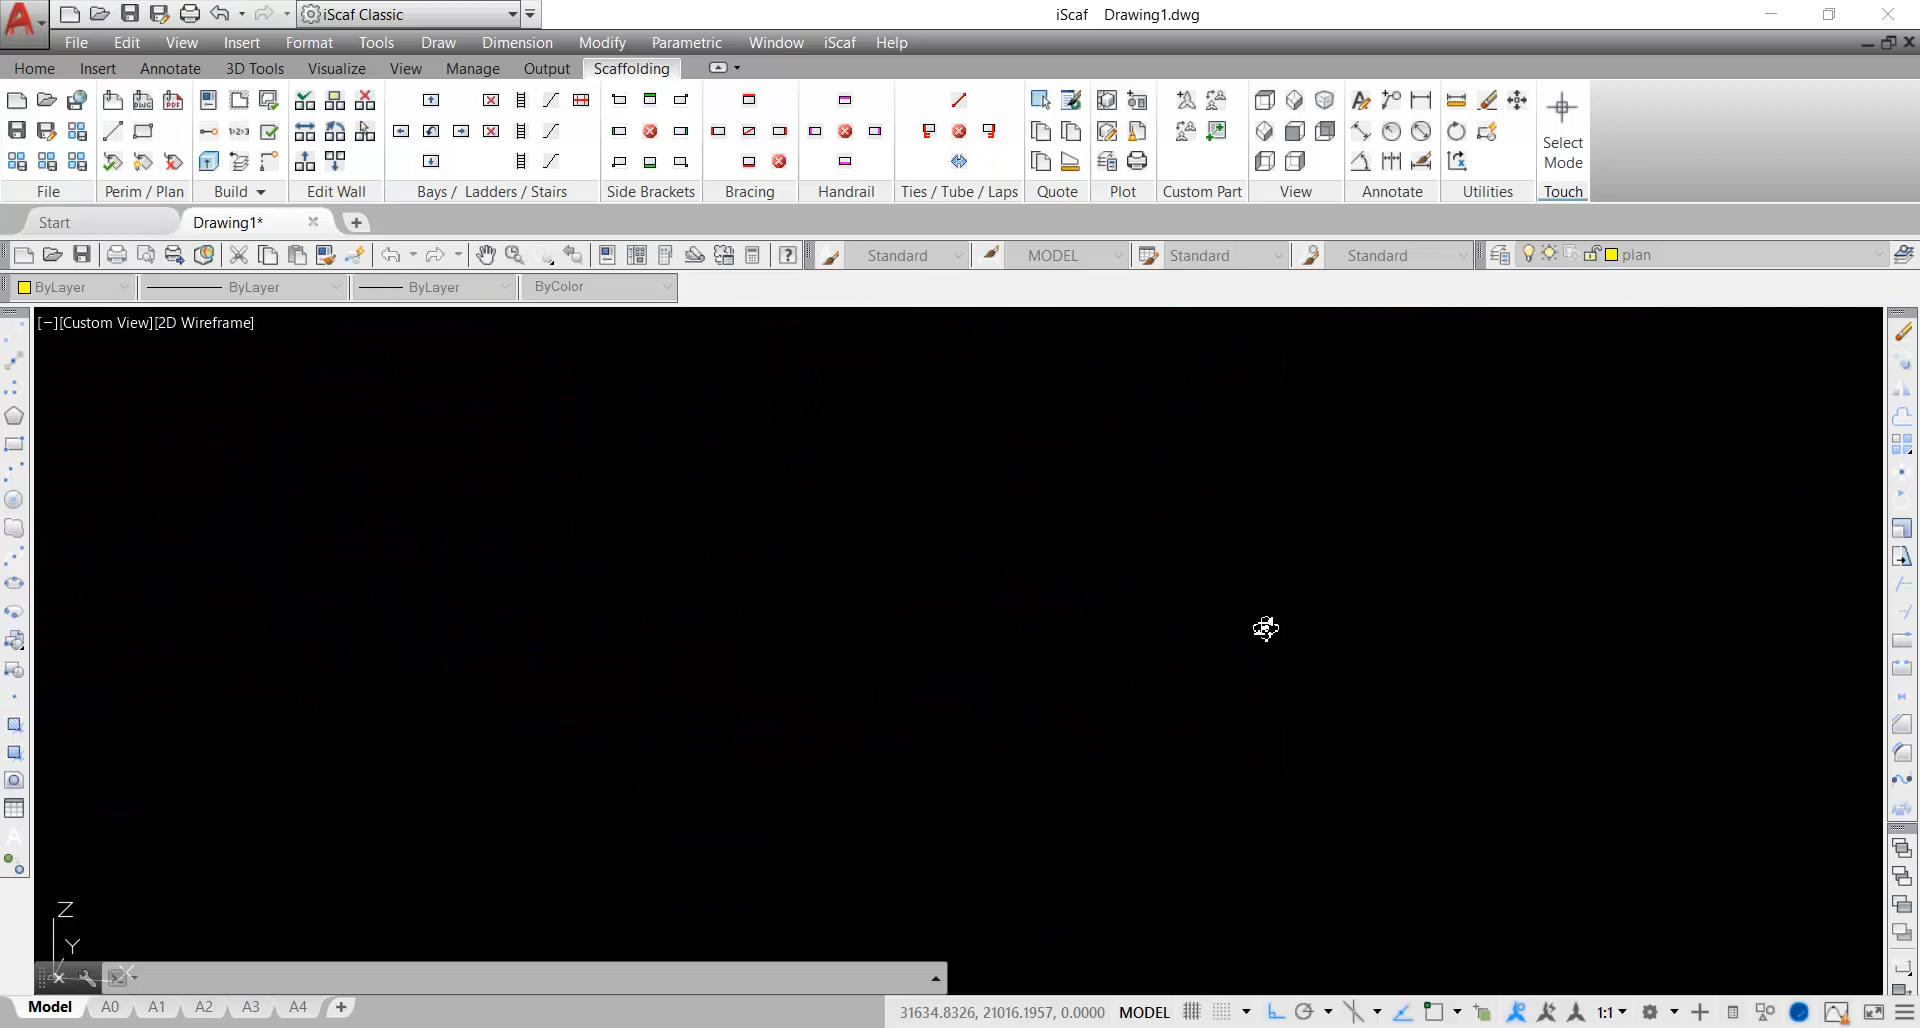 iScaf Classic
iScaf Drawing1.dwg
File Edit View Insert Format Tools Draw Dimension Modify Parametric Window iScaf Help
Home Insert Annotate 3D Tools Visualize View Manage Output Scaffolding
Select
Mode
File Perim / Plan Build Edit Wall Bays / Ladders / Stairs Side Brackets Bracing Handrail Ties / Tube / Laps Quote Plot Custom Part View Annotate Utilities Touch
Start Drawing1*
Standard MODEL Standard Standard plan
ByLayer ByLayer ByLayer ByColor
[−][Custom View][2D Wireframe]
Z
Y
X
Model A0 A1 A2 A3 A4
31634.8326, 21016.1957, 0.0000 MODEL 1:1